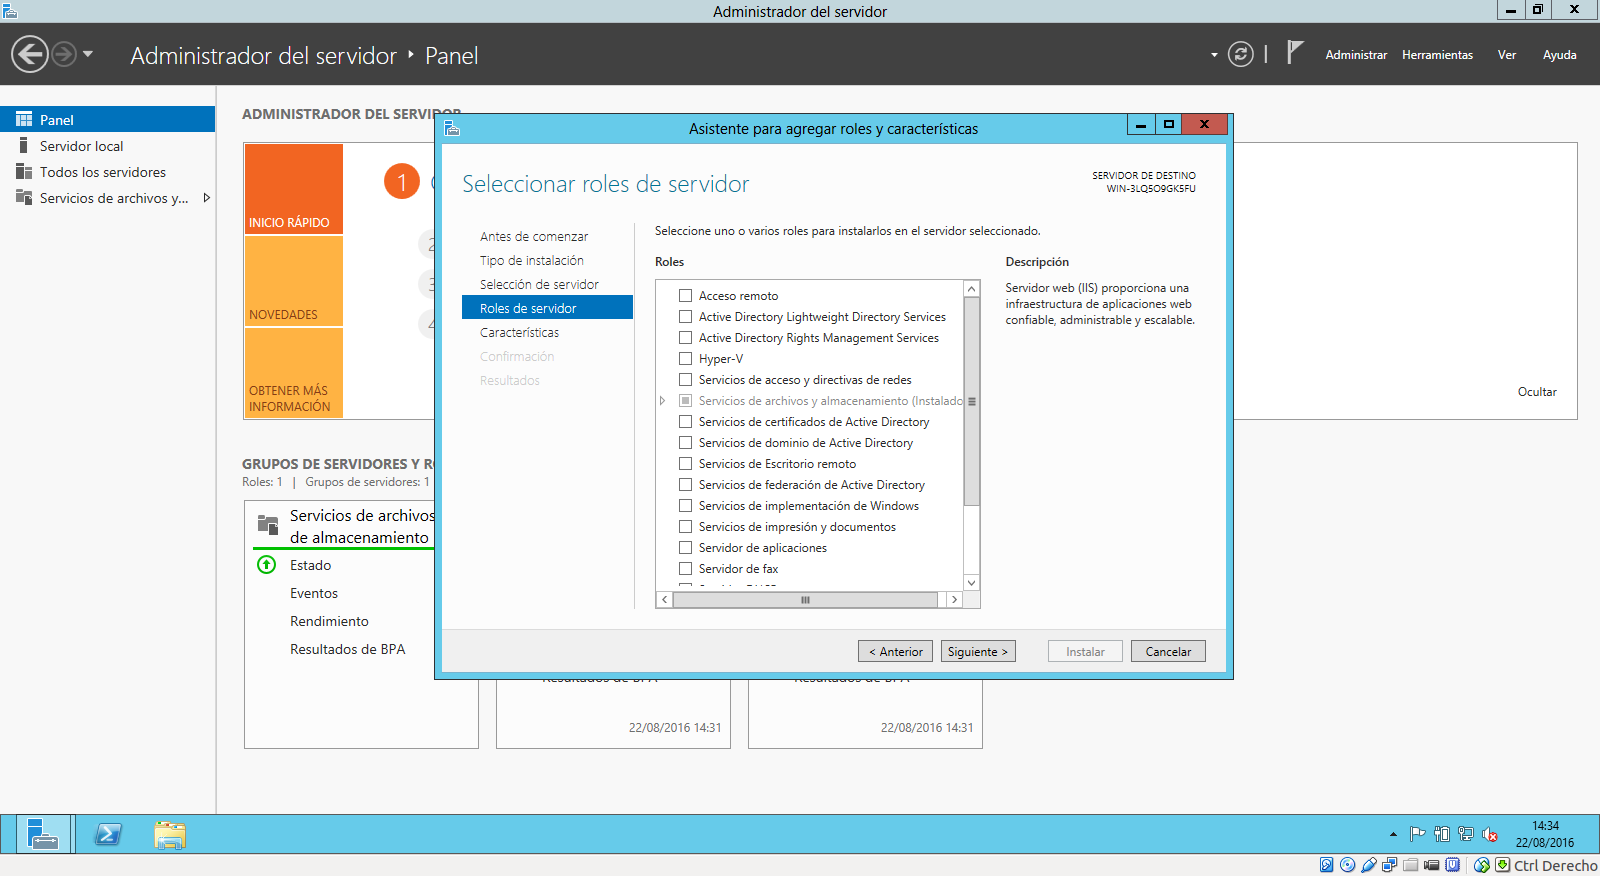 Administrador del servidor
Administrador del servidor ‣ Panel
Administrar Herramientas Ver Ayuda
Panel
Servidor local
Todos los servidores
Servicios de archivos y...
ADMINISTRADOR DEL SERVIDOR
INICIO RÁPIDO
NOVEDADES
OBTENER MÁS
INFORMACIÓN
1
2
3
4
Ocultar
GRUPOS DE SERVIDORES Y
Roles: 1 | Grupos de servidores: 1
Servicios de archivos
de almacenamiento
Estado
Eventos
Rendimiento
Resultados de BPA
Resultados de BPA
22/08/2016 14:31
Resultados de BPA
22/08/2016 14:31
Asistente para agregar roles y características
Seleccionar roles de servidor
SERVIDOR DE DESTINO
WIN-3LQ5O9GK5FU
Antes de comenzar
Tipo de instalación
Selección de servidor
Roles de servidor
Características
Confirmación
Resultados
Seleccione uno o varios roles para instalarlos en el servidor seleccionado.
Roles
Acceso remoto
Active Directory Lightweight Directory Services
Active Directory Rights Management Services
Hyper-V
Servicios de acceso y directivas de redes
Servicios de archivos y almacenamiento (Instalado
Servicios de certificados de Active Directory
Servicios de dominio de Active Directory
Servicios de Escritorio remoto
Servicios de federación de Active Directory
Servicios de implementación de Windows
Servicios de impresión y documentos
Servidor de aplicaciones
Servidor de fax
Descripción
Servidor web (IIS) proporciona una
infraestructura de aplicaciones web
confiable, administrable y escalable.
< Anterior
Siguiente >
Instalar
Cancelar
14:34
22/08/2016
Ctrl Derecho